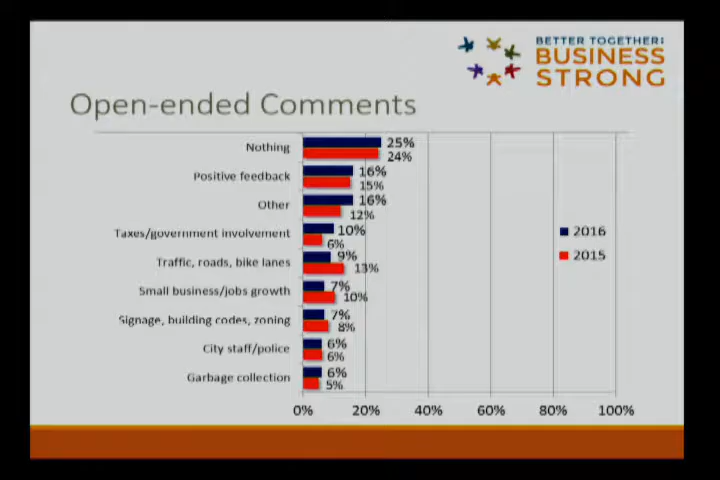 BETTER TOGETHER:
BUSINESS
STRONG
Open-ended Comments
Nothing
25%
24%
Positive feedback
16%
15%
Other
16%
12%
Taxes/government involvement
10%
6%
Traffic, roads, bike lanes
9%
13%
Small business/jobs growth
7%
10%
Signage, building codes, zoning
7%
8%
City staff/police
6%
6%
Garbage collection
6%
5%
2016
2015
0% 20% 40% 60% 80% 100%